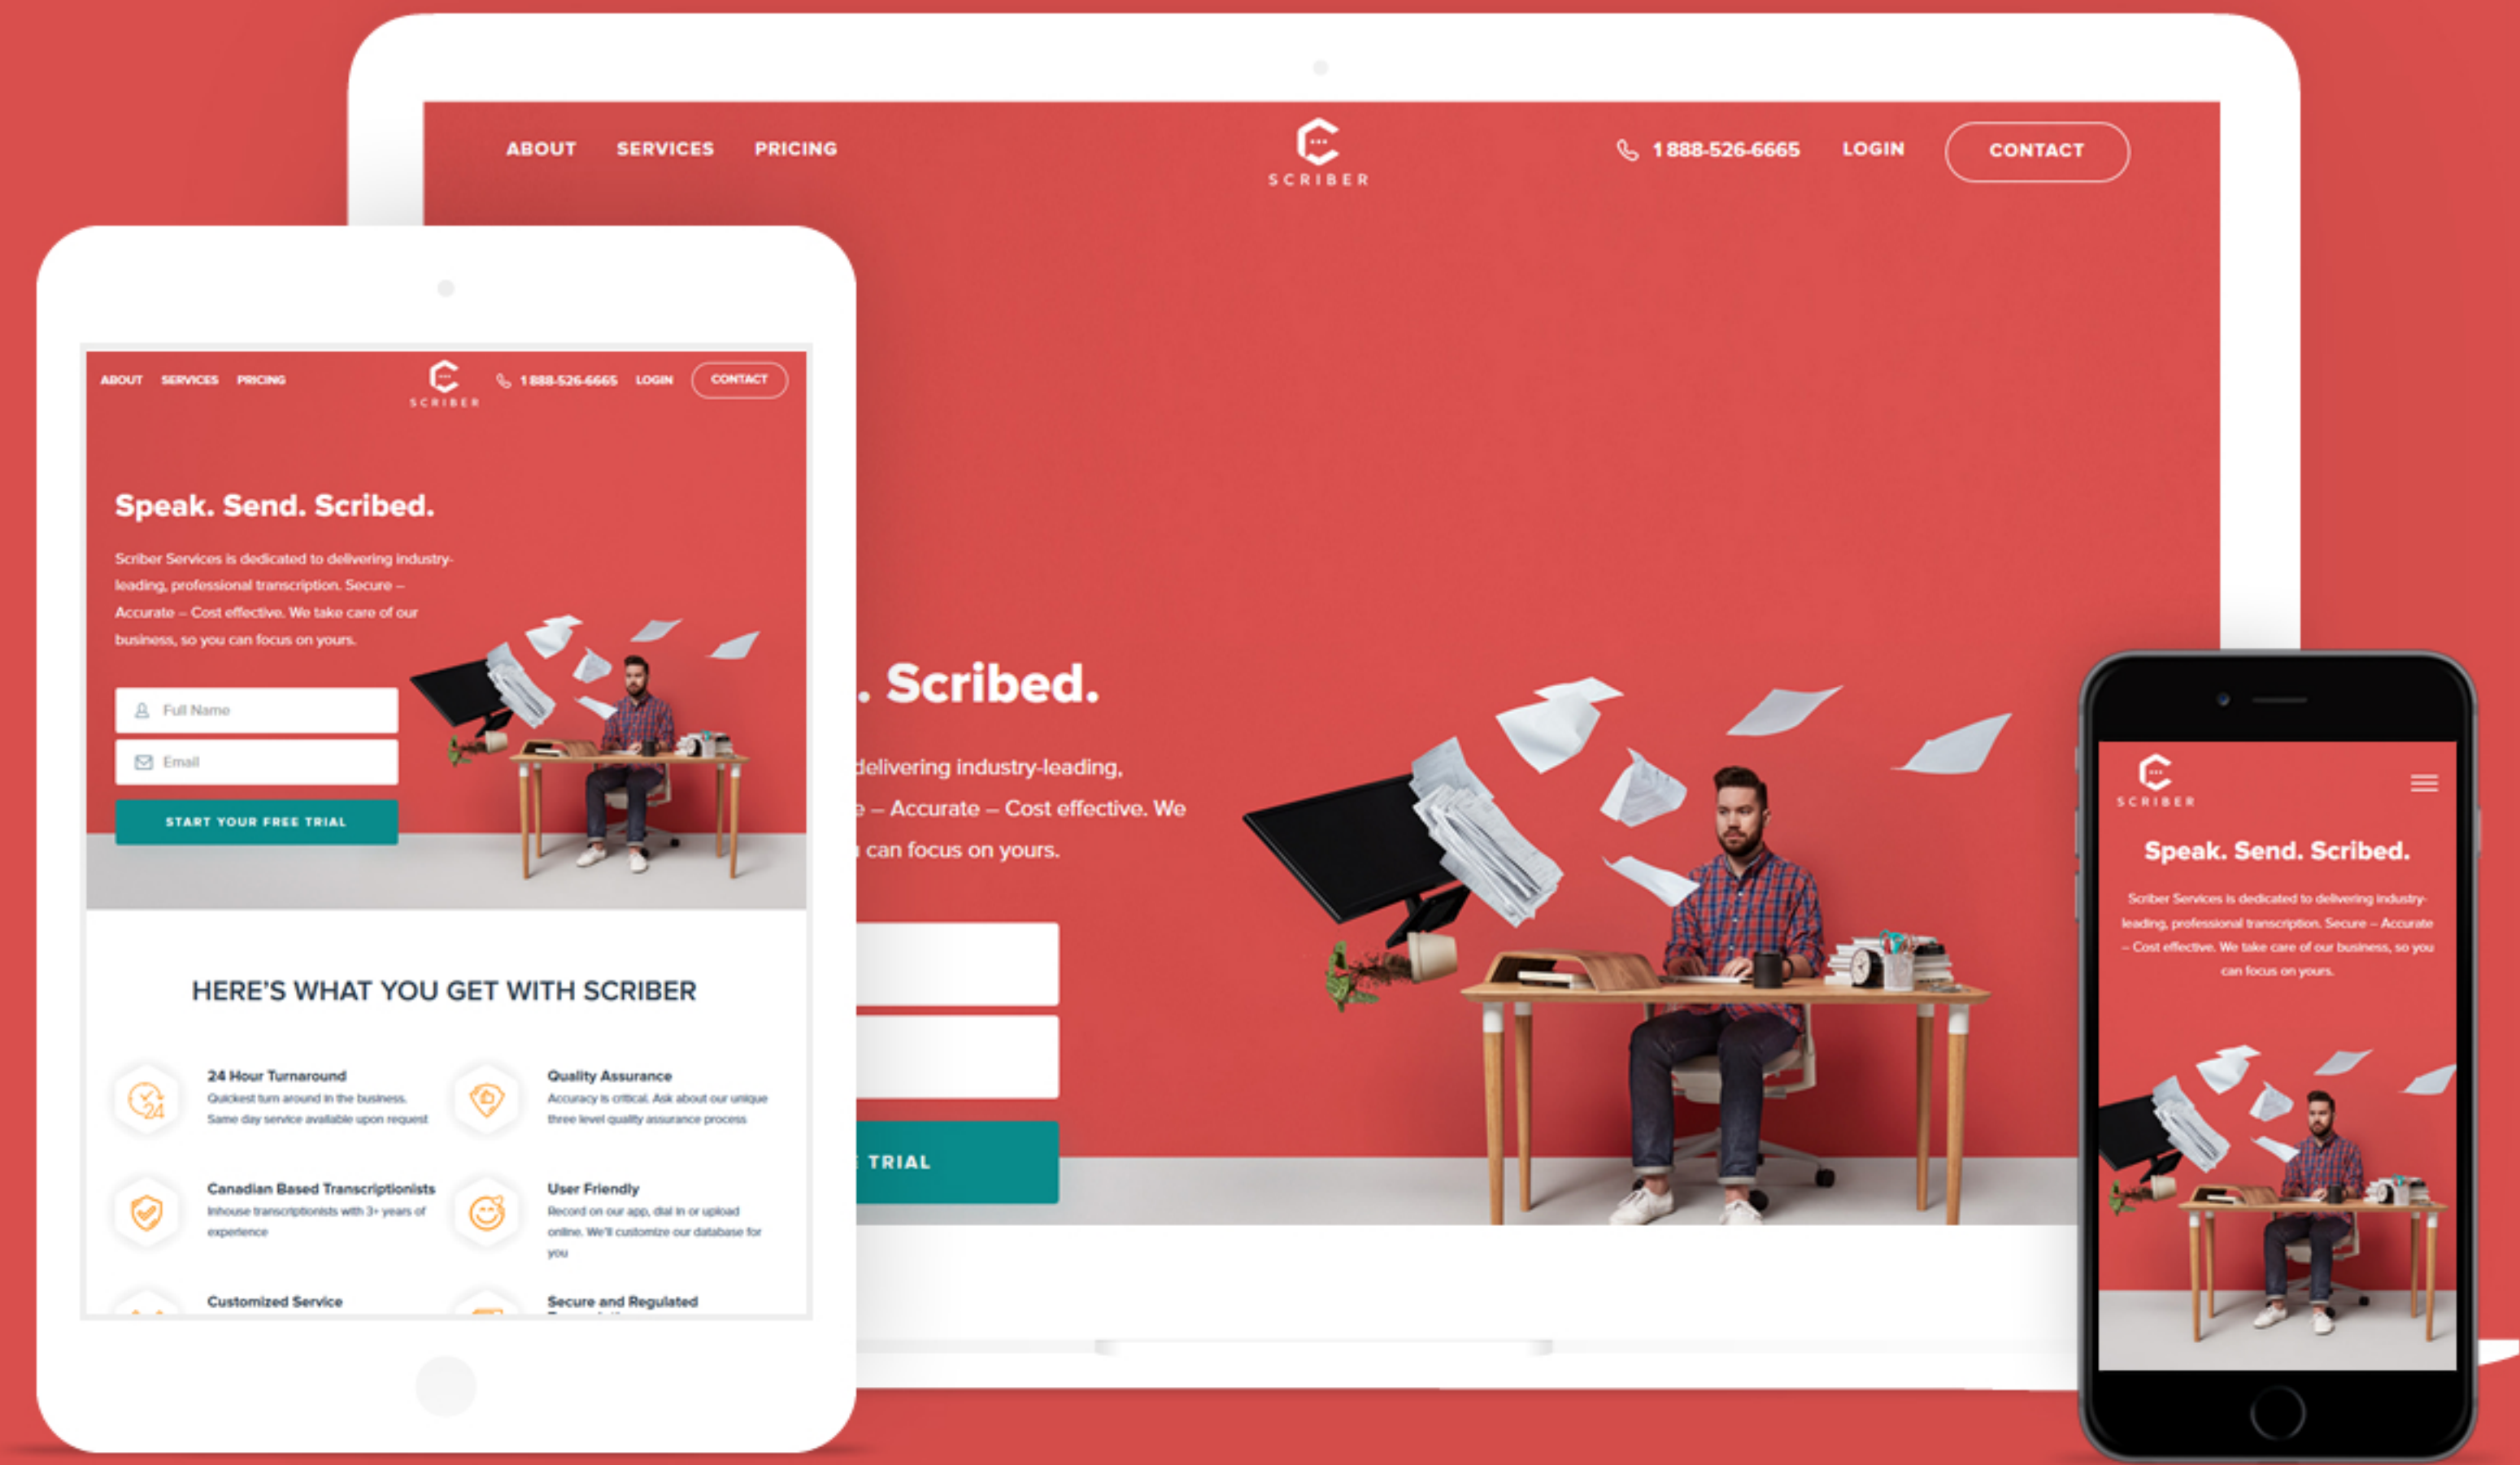 ABOUT SERVICES PRICING
SCRIBER
1 888-526-6665 LOGIN CONTACT
. Scribed.
delivering industry-leading,
– Accurate – Cost effective. We
can focus on yours.
TRIAL
ABOUT SERVICES PRICING
SCRIBER
1 888-526-6665 LOGIN CONTACT
Speak. Send. Scribed.
Scriber Services is dedicated to delivering industry-
leading, professional transcription. Secure –
Accurate – Cost effective. We take care of our
business, so you can focus on yours.
Full Name
Email
START YOUR FREE TRIAL
HERE'S WHAT YOU GET WITH SCRIBER
24 Hour Turnaround
Quickest turn around in the business.
Same day service available upon request
24
Quality Assurance
Accuracy is critical. Ask about our unique
three level quality assurance process
Canadian Based Transcriptionists
Inhouse transcriptionists with 3+ years of
experience
User Friendly
Record on our app, dial in or upload
online. We'll customize our database for
you
Customized Service
Secure and Regulated
SCRIBER
Speak. Send. Scribed.
Scriber Services is dedicated to delivering industry-
leading, professional transcription. Secure – Accurate
– Cost effective. We take care of our business, so you
can focus on yours.